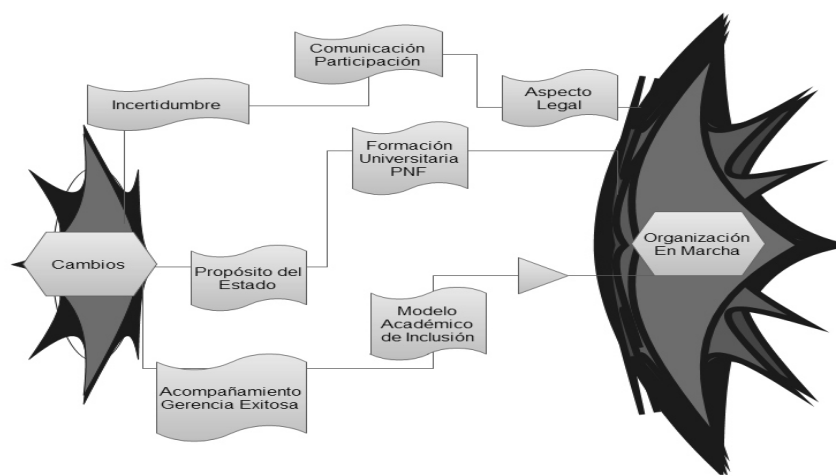 Comunicación
Participación
Incertidumbre
Aspecto
Legal
Formación
Universitaria
PNF
Cambios
Propósito del
Estado
Organización
En Marcha
Modelo
Académico
de Inclusión
Acompañamiento
Gerencia Exitosa